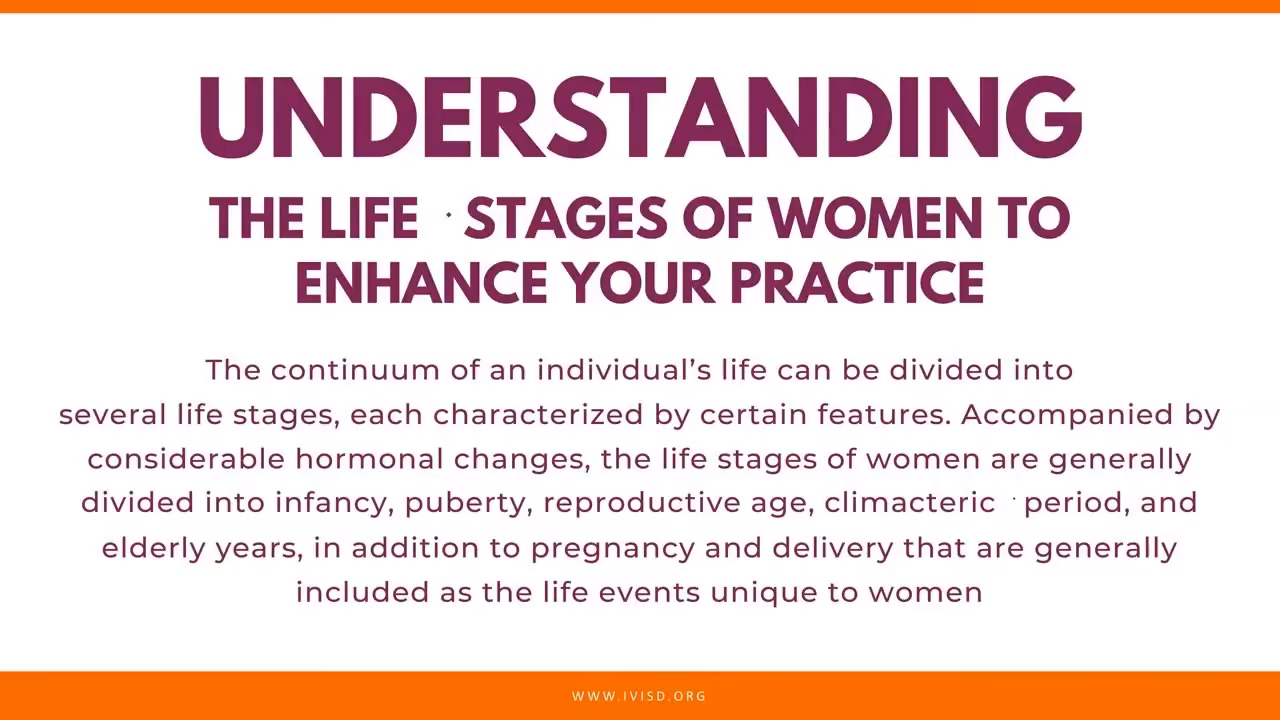 UNDERSTANDING
THE LIFE STAGES OF WOMEN TO
ENHANCE YOUR PRACTICE
The continuum of an individual’s life can be divided into
several life stages, each characterized by certain features. Accompanied by
considerable hormonal changes, the life stages of women are generally
divided into infancy, puberty, reproductive age, climacteric period, and
elderly years, in addition to pregnancy and delivery that are generally
included as the life events unique to women
WWW.IVISD.ORG